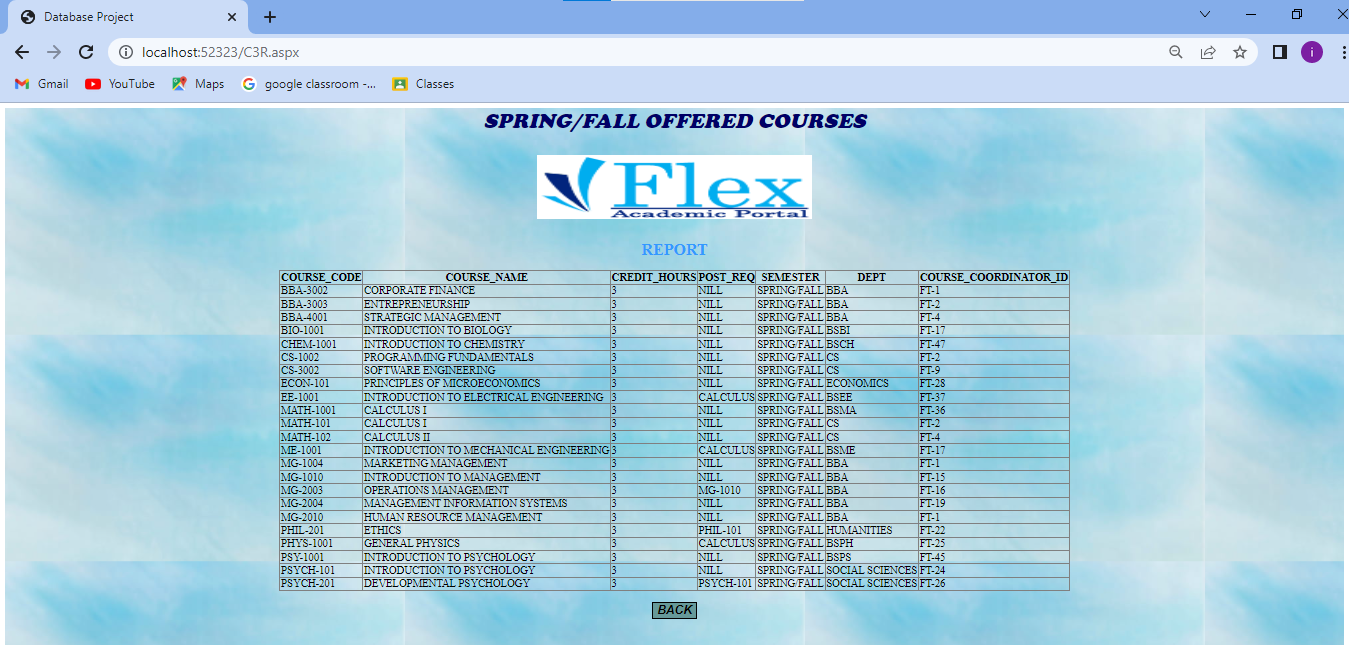 Database Project
localhost:52323/C3R.aspx
i
Gmail YouTube Maps google classroom -... Classes
SPRING/FALL OFFERED COURSES
Flex
Academic Portal
REPORT
COURSE_CODE COURSE_NAME CREDIT_HOURS POST_REQ SEMESTER DEPT COURSE_COORDINATOR_ID
BBA-3002 CORPORATE FINANCE 3 NILL SPRING/FALL BBA FT-1
BBA-3003 ENTREPRENEURSHIP 3 NILL SPRING/FALL BBA FT-2
BBA-4001 STRATEGIC MANAGEMENT 3 NILL SPRING/FALL BBA FT-4
BIO-1001 INTRODUCTION TO BIOLOGY 3 NILL SPRING/FALL BSBI FT-17
CHEM-1001 INTRODUCTION TO CHEMISTRY 3 NILL SPRING/FALL BSCH FT-47
CS-1002 PROGRAMMING FUNDAMENTALS 3 NILL SPRING/FALL CS FT-2
CS-3002 SOFTWARE ENGINEERING 3 NILL SPRING/FALL CS FT-9
ECON-101 PRINCIPLES OF MICROECONOMICS 3 NILL SPRING/FALL ECONOMICS FT-28
EE-1001 INTRODUCTION TO ELECTRICAL ENGINEERING 3 CALCULUS SPRING/FALL BSEE FT-37
MATH-1001 CALCULUS I 3 NILL SPRING/FALL BSMA FT-36
MATH-101 CALCULUS I 3 NILL SPRING/FALL CS FT-2
MATH-102 CALCULUS II 3 NILL SPRING/FALL CS FT-4
ME-1001 INTRODUCTION TO MECHANICAL ENGINEERING 3 CALCULUS SPRING/FALL BSME FT-17
MG-1004 MARKETING MANAGEMENT 3 NILL SPRING/FALL BBA FT-1
MG-1010 INTRODUCTION TO MANAGEMENT 3 NILL SPRING/FALL BBA FT-15
MG-2003 OPERATIONS MANAGEMENT 3 MG-1010 SPRING/FALL BBA FT-16
MG-2004 MANAGEMENT INFORMATION SYSTEMS 3 NILL SPRING/FALL BBA FT-19
MG-2010 HUMAN RESOURCE MANAGEMENT 3 NILL SPRING/FALL BBA FT-1
PHIL-201 ETHICS 3 PHIL-101 SPRING/FALL HUMANITIES FT-22
PHYS-1001 GENERAL PHYSICS 3 CALCULUS SPRING/FALL BSPH FT-25
PSY-1001 INTRODUCTION TO PSYCHOLOGY 3 NILL SPRING/FALL BSPS FT-45
PSYCH-101 INTRODUCTION TO PSYCHOLOGY 3 NILL SPRING/FALL SOCIAL SCIENCES FT-24
PSYCH-201 DEVELOPMENTAL PSYCHOLOGY 3 PSYCH-101 SPRING/FALL SOCIAL SCIENCES FT-26
BACK